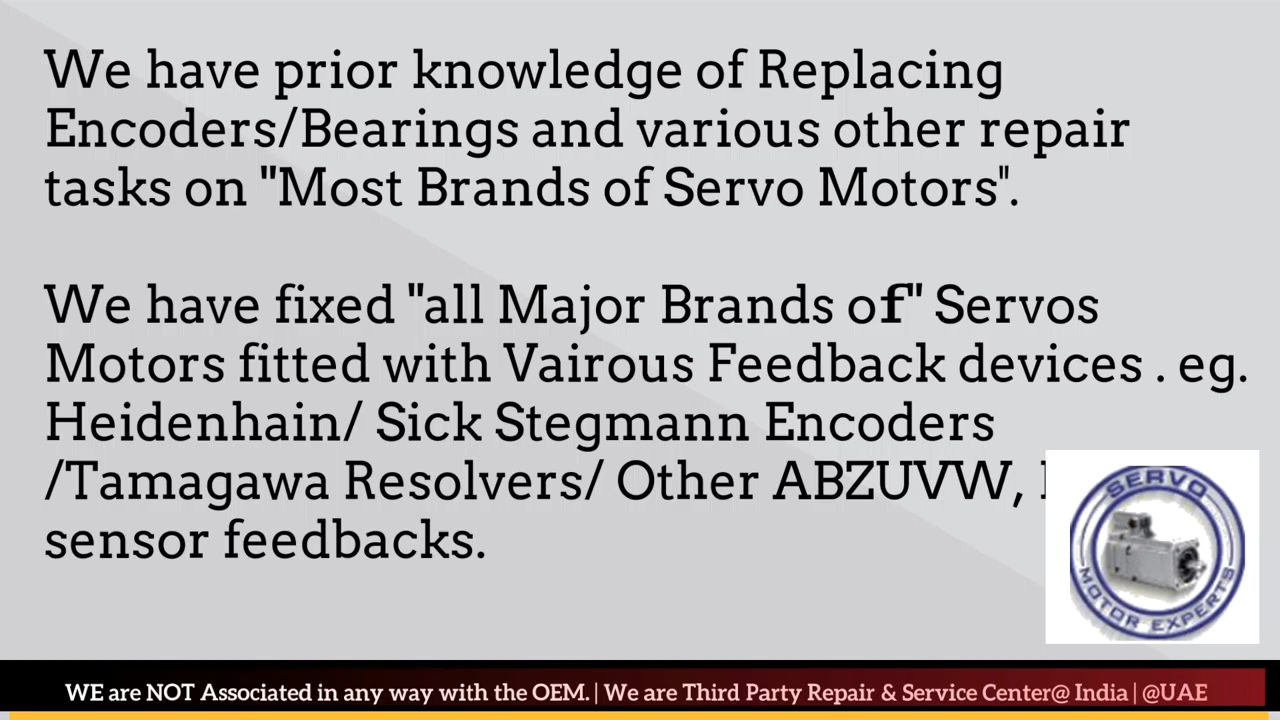 We have prior knowledge of Replacing
Encoders/Bearings and various other repair
tasks on "Most Brands of Servo Motors".
We have fixed "all Major Brands of" Servos
Motors fitted with Vairous Feedback devices . eg.
Heidenhain/ Sick Stegmann Encoders
/Tamagawa Resolvers/ Other ABZUVW,
sensor feedbacks.
SERVO
MOTOR EXPERTS
WE are NOT Associated in any way with the OEM. | We are Third Party Repair & Service Center@ India | @UAE